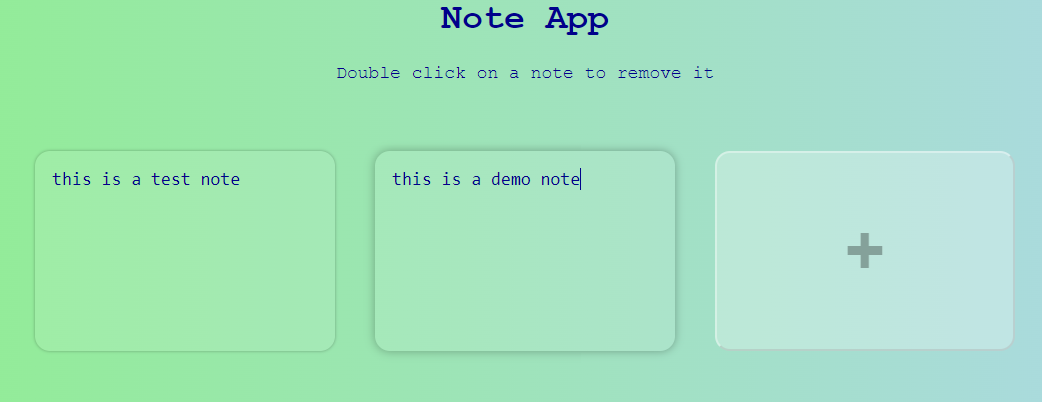 Note App
Double click on a note to remove it
this is a test note
this is a demo note
+